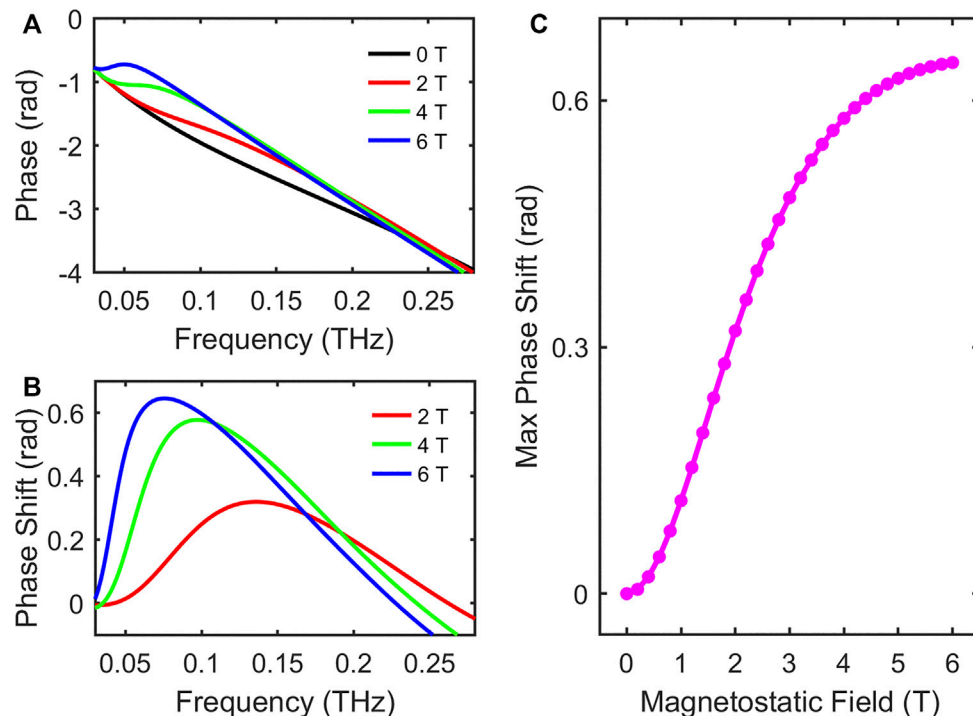 A
0
-1
-2
-3
-4
Phase (rad)
0 T
2 T
4 T
6 T
0.05 0.1 0.15 0.2 0.25
Frequency (THz)
B
0.6
0.4
0.2
0
Phase Shift (rad)
2 T
4 T
6 T
0.05 0.1 0.15 0.2 0.25
Frequency (THz)
C
0.6
0.3
0
Max Phase Shift (rad)
0 1 2 3 4 5 6
Magnetostatic Field (T)